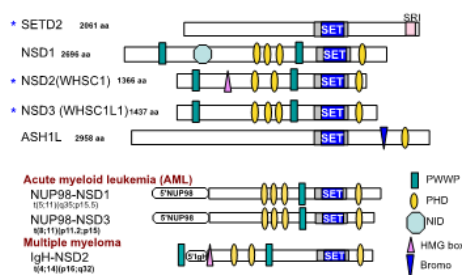 * SETD2 2061 aa SRI
SET
NSD1 2696 aa SET
* NSD2(WHSC1) 1366 aa SET
* NSD3 (WHSC1L1) 1437 aa SET
ASH1L 2958 aa SET
Acute myeloid leukemia (AML)
NUP98-NSD1 5'NUP98 SET
t(5;11)(q35;p15.5)
NUP98-NSD3 5'NUP98 SET
t(8;11)(p11.2;p15)
Multiple myeloma
IgH-NSD2 5'IgH SET
t(4;14)(p16;q32)
PWWP
PHD
NID
HMG box
Bromo